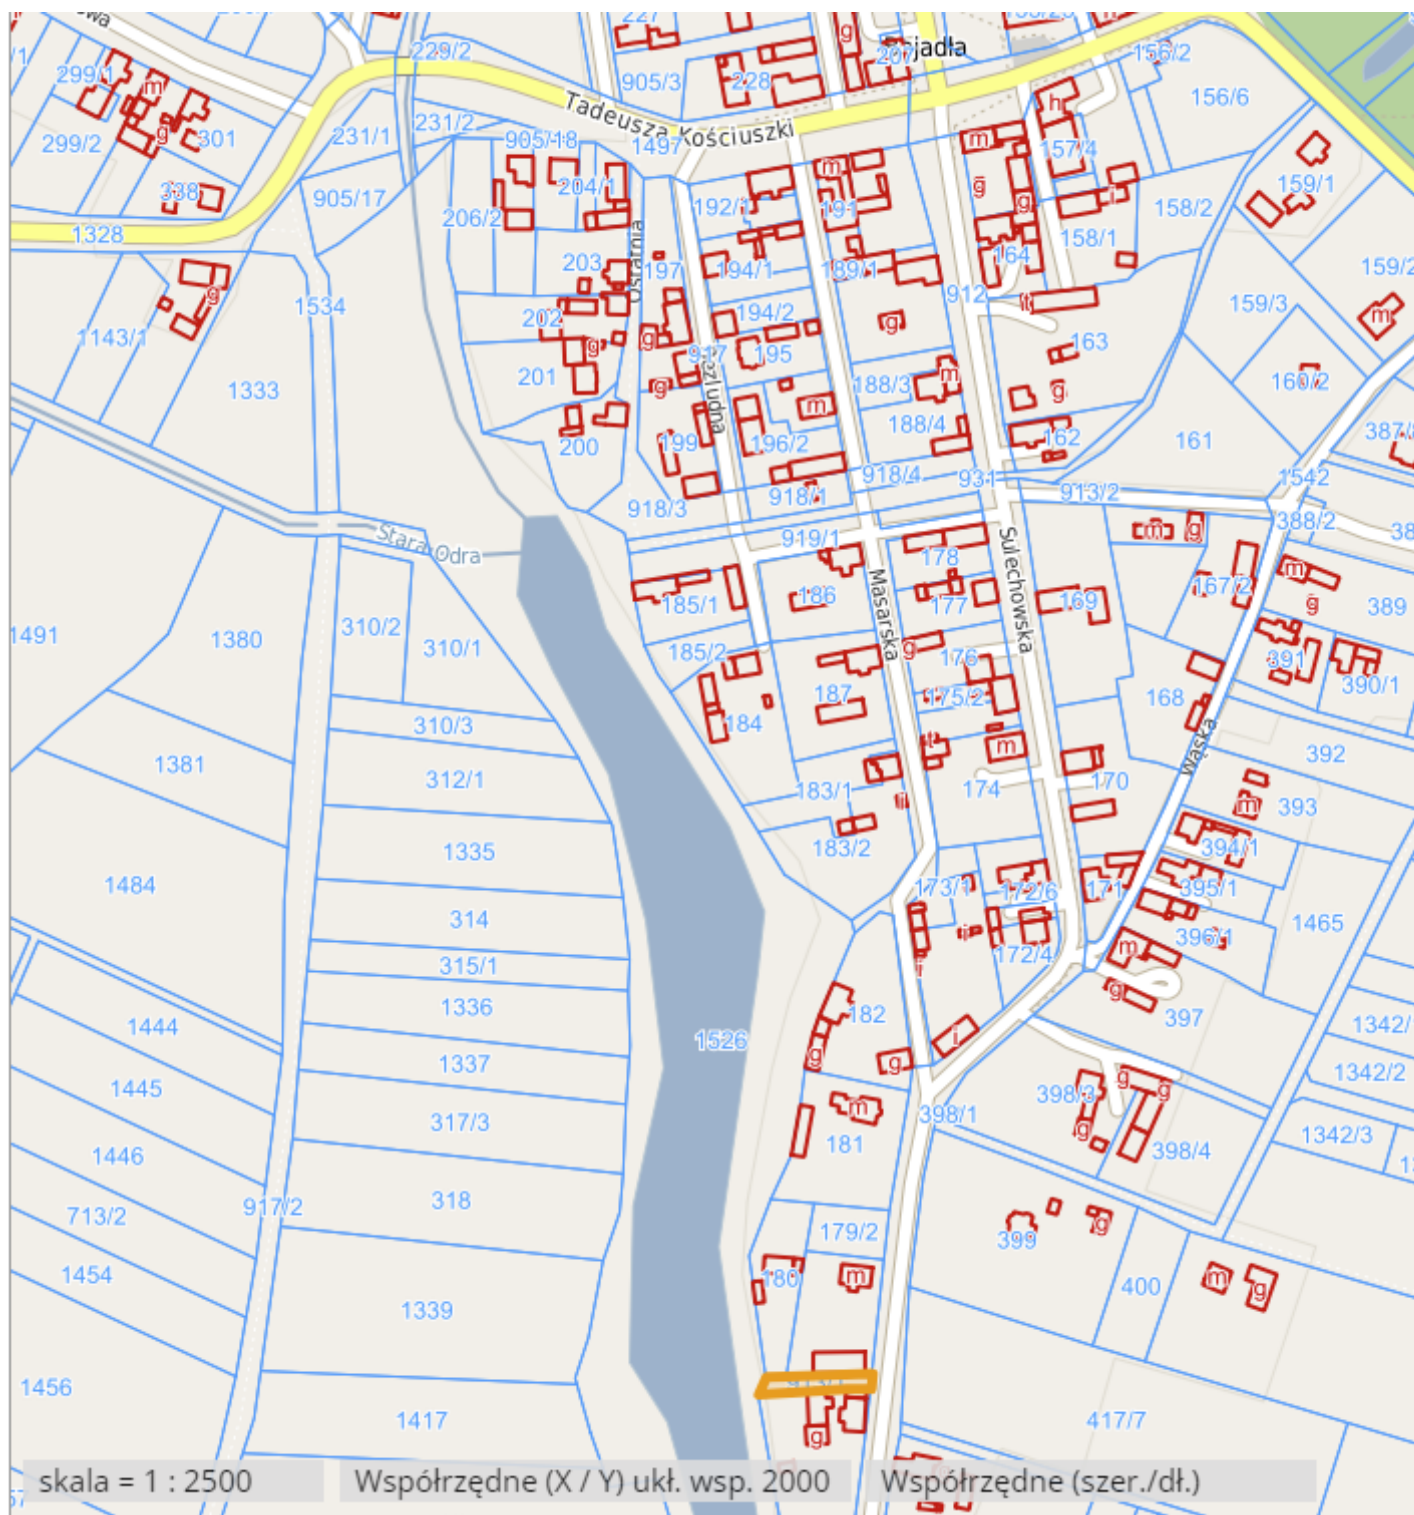 227
jadła
207
229/2
299/1
m
905/3
228
g
156/2
156/6
h
Tadeusza Kościuszki
231/2
231/1
g
301
299/2
905/18
1497
m
157/4
m
338
905/17
204/1
206/2
192/1
191
g
g
i
158/2
159/1
1328
Ostarnia
158/1
203
197
194/1
189/1
164
159/2
g
1534
912
t
159/3
202
194/2
g
m
1143/1
g
g
917
195
163
201
188/3
m
160/2
1333
g
m
g
188/4
200
199
196/2
162
161
387/
918/4
931
1542
918/3
918/1
913/2
388/2
Stara Odra
919/1
178
Sulechowska
m
g
38
m
186
Masarska
177
167/2
185/1
169
g
389
1491
1380
310/2
310/1
185/2
g
176
391
390/1
187
175/2
168
184
310/3
t
m
Wąska
392
1381
312/1
183/1
i
174
170
m
393
183/2
394/1
1335
1484
173/1
172/6
171
395/1
314
1465
i
396/1
315/1
i
172/4
m
g
1336
182
397
1444
1526
i
1342/
g
g
1337
g
g
1342/2
1445
398/3
m
398/1
317/3
181
g
398/4
1342/3
1446
318
917/2
713/2
179/2
399
g
1454
180
m
400
m
g
1339
1456
1417
417/7
g
skala = 1 : 2500
Współrzędne (X / Y) ukł. wsp. 2000
Współrzędne (szer./dł.)